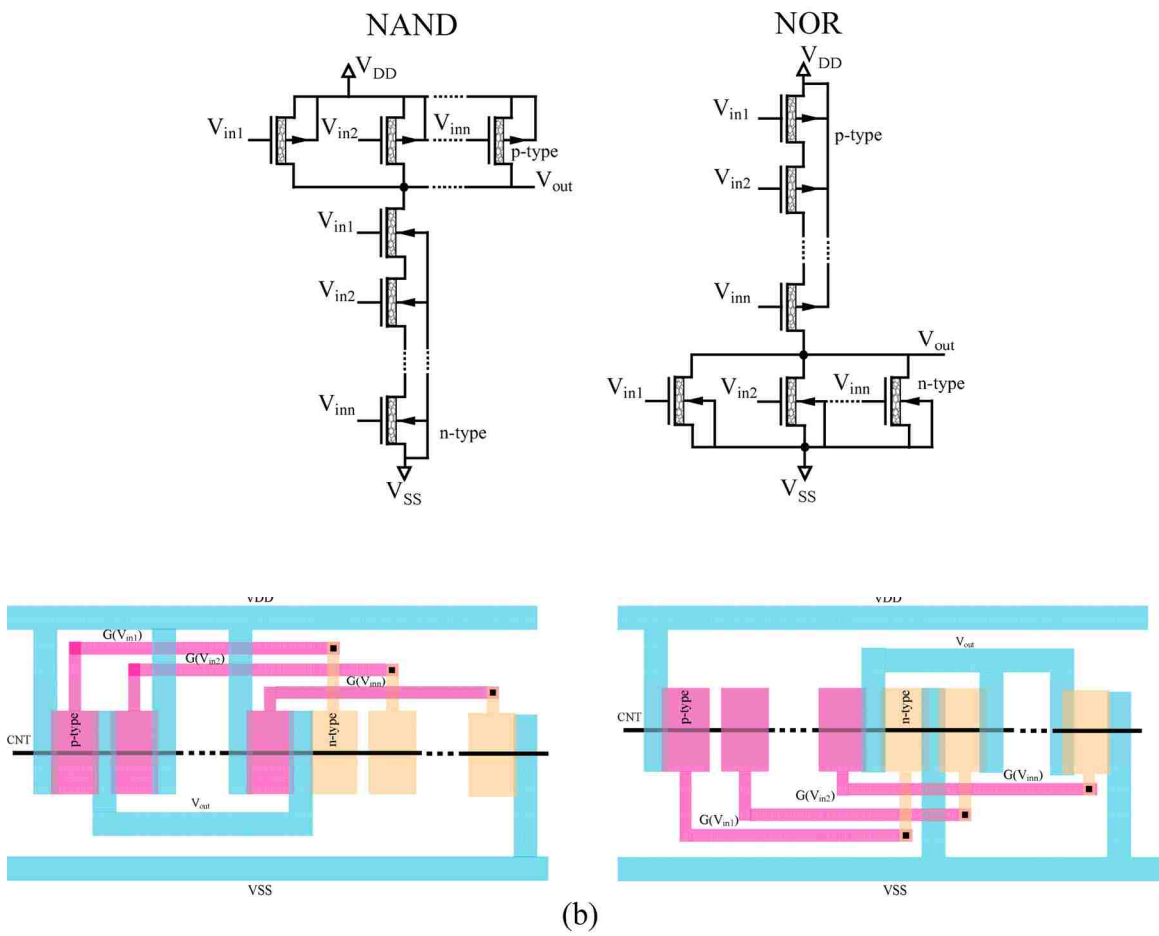 NAND
NOR
VDD
Vin1
Vin2
Vinn
p-type
Vout
Vin1
Vin2
Vinn
n-type
VSS
VDD
Vin1
p-type
Vin2
Vinn
Vout
Vin1
Vin2
Vinn
n-type
VSS
VDD
G(Vin1)
G(Vin2)
G(Vinn)
p-type
n-type
CNT
Vout
VSS
VDD
Vout
p-type
n-type
CNT
G(Vinn)
G(Vin2)
G(Vin1)
VSS
(b)